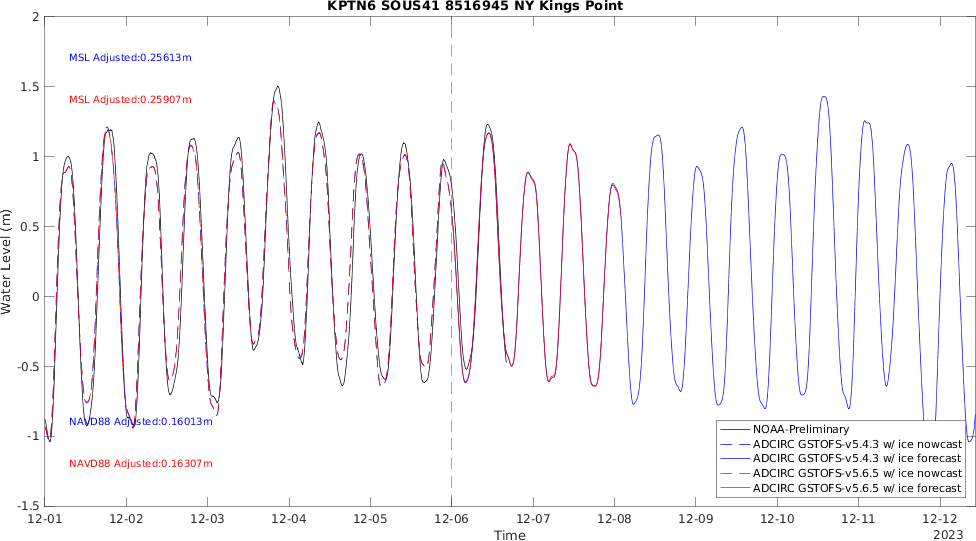 KPTN6 SOUS41 8516945 NY Kings Point
2
MSL Adjusted:0.25613m
1.5
MSL Adjusted:0.25907m
1
0.5
Water Level (m)
0
-0.5
NAVD88 Adjusted:0.16013m
-1
NAVD88 Adjusted:0.16307m
-1.5
NOAA-Preliminary
ADCIRC GSTOFS-v5.4.3 w/ ice nowcast
ADCIRC GSTOFS-v5.4.3 w/ ice forecast
ADCIRC GSTOFS-v5.6.5 w/ ice nowcast
ADCIRC GSTOFS-v5.6.5 w/ ice forecast
12-01 12-02 12-03 12-04 12-05 12-06 12-07 12-08 12-09 12-10 12-11 12-12
Time
2023